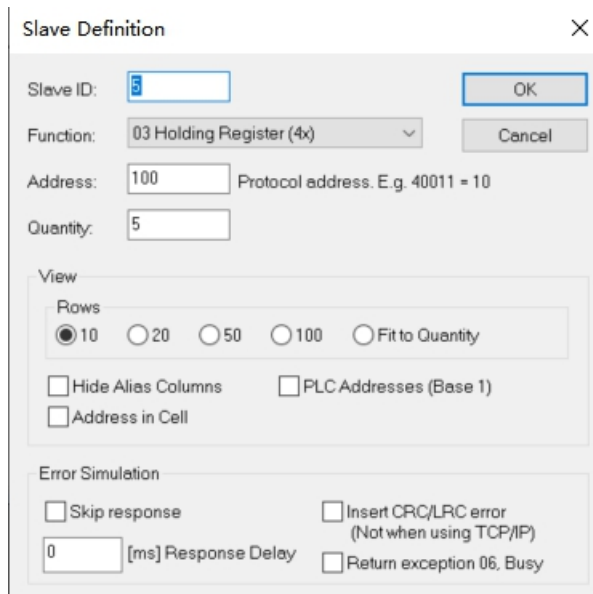 Slave Definition
Slave ID: 5 OK
Function: 03 Holding Register (4x) Cancel
Address: 100 Protocol address. E.g. 40011 = 10
Quantity: 5
View
Rows
10 20 50 100 Fit to Quantity
Hide Alias Columns PLC Addresses (Base 1)
Address in Cell
Error Simulation
Skip response Insert CRC/LRC error
(Not when using TCP/IP)
0 [ms] Response Delay
Return exception 06, Busy